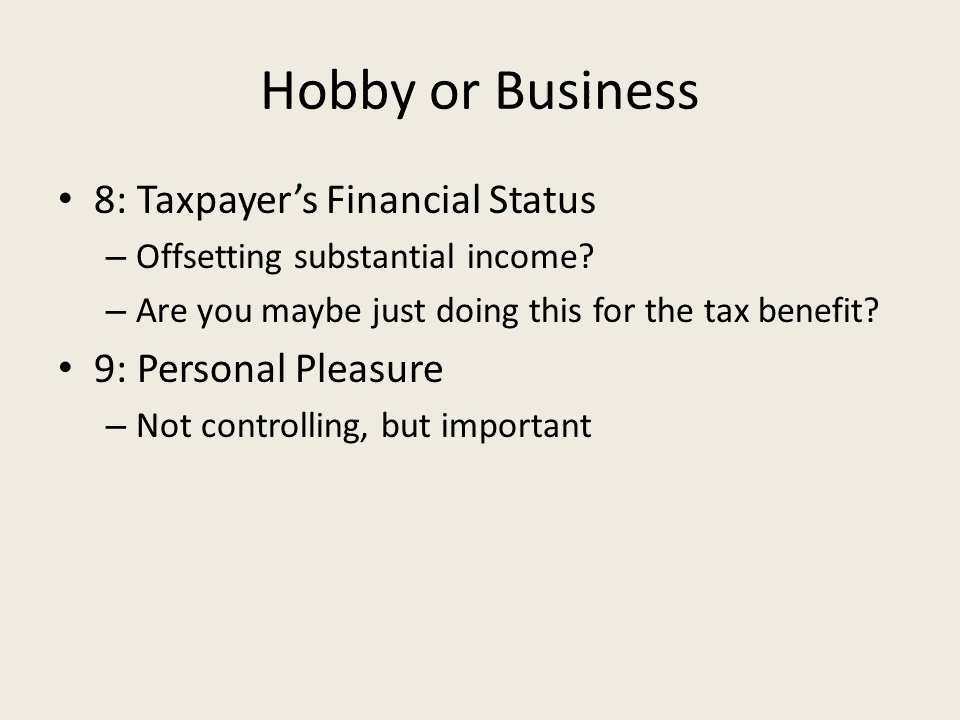 Hobby or Business
• 8: Taxpayer’s Financial Status
– Offsetting substantial income?
– Are you maybe just doing this for the tax benefit?
• 9: Personal Pleasure
– Not controlling, but important